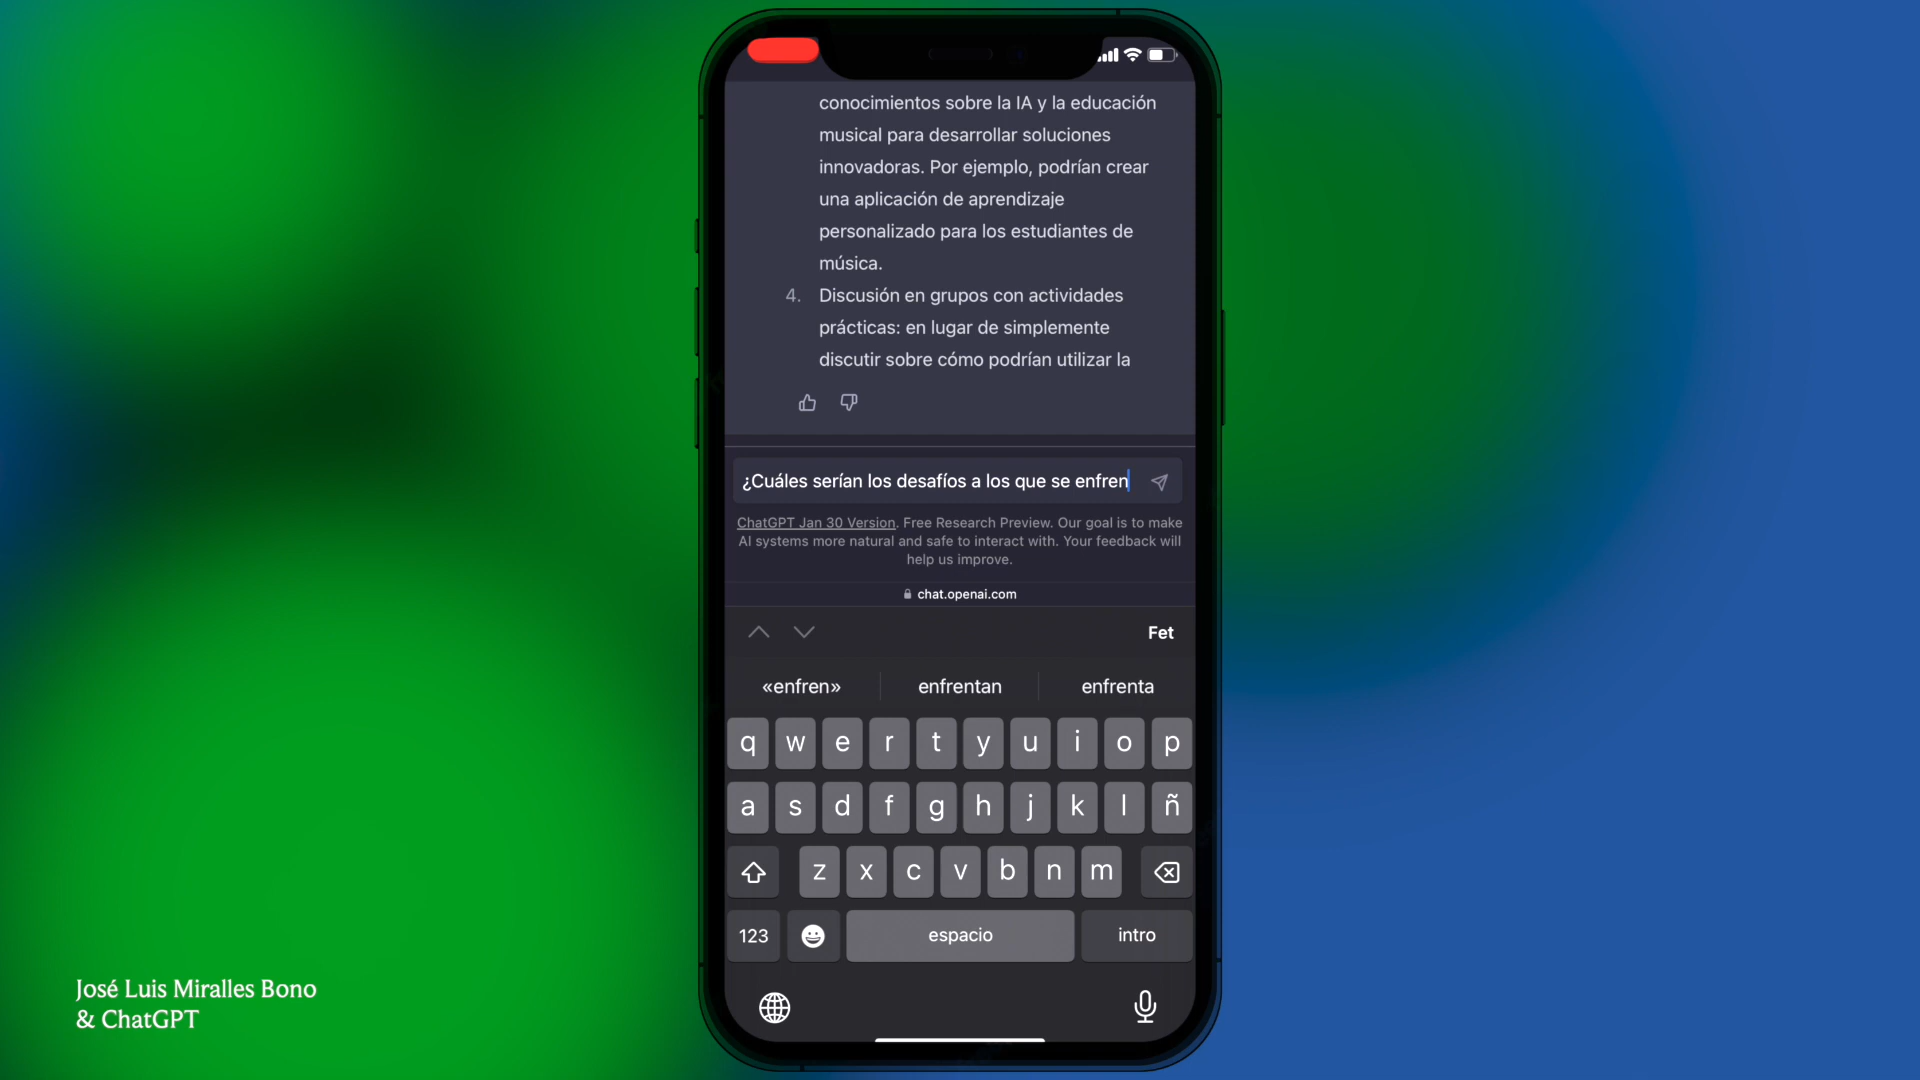 conocimientos sobre la IA y la educación
musical para desarrollar soluciones
innovadoras. Por ejemplo, podrían crear
una aplicación de aprendizaje
personalizado para los estudiantes de
música.
4. Discusión en grupos con actividades
prácticas: en lugar de simplemente
discutir sobre cómo podrían utilizar la
¿Cuáles serían los desafíos a los que se enfren
ChatGPT Jan 30 Version. Free Research Preview. Our goal is to make
AI systems more natural and safe to interact with. Your feedback will
help us improve.
chat.openai.com
Fet
«enfren» enfrentan enfrenta
q w e r t y u i o p
a s d f g h j k l ñ
z x c v b n m
123 espacio intro
José Luis Miralles Bono
& ChatGPT